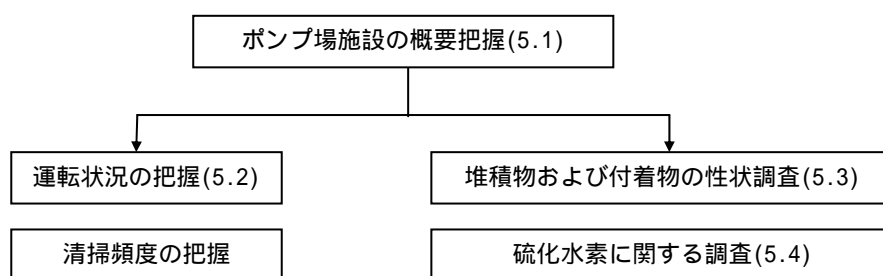 ポンプ場施設の概要把握(5.1)
運転状況の把握(5.2)
堆積物および付着物の性状調査(5.3)
清掃頻度の把握
硫化水素に関する調査(5.4)